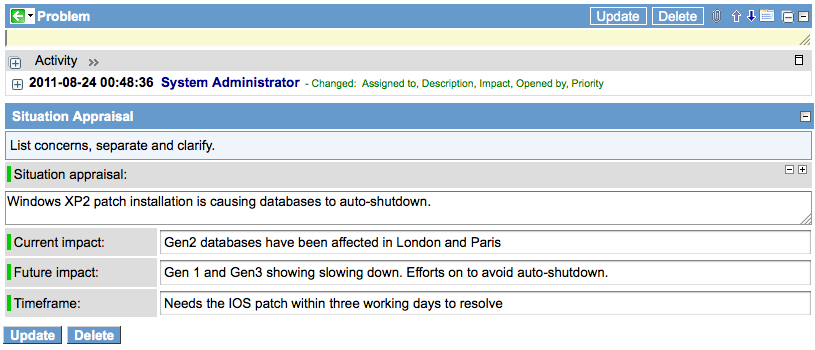 Problem Update Delete
Activity
2011-08-24 00:48:36 System Administrator - Changed: Assigned to, Description, Impact, Opened by, Priority
Situation Appraisal
List concerns, separate and clarify.
Situation appraisal:
Windows XP2 patch installation is causing databases to auto-shutdown.
Current impact: Gen2 databases have been affected in London and Paris
Future impact: Gen 1 and Gen3 showing slowing down. Efforts on to avoid auto-shutdown.
Timeframe: Needs the IOS patch within three working days to resolve
Update Delete